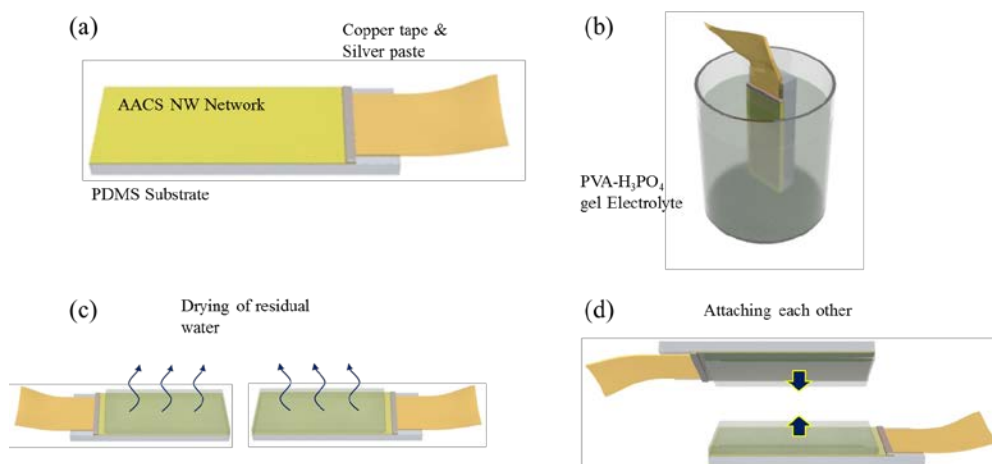 (a)
Copper tape &
Silver paste
AACS NW Network
PDMS Substrate
(b)
PVA-H₃PO₄
gel Electrolyte
(c)
Drying of residual
water
(d)
Attaching each other